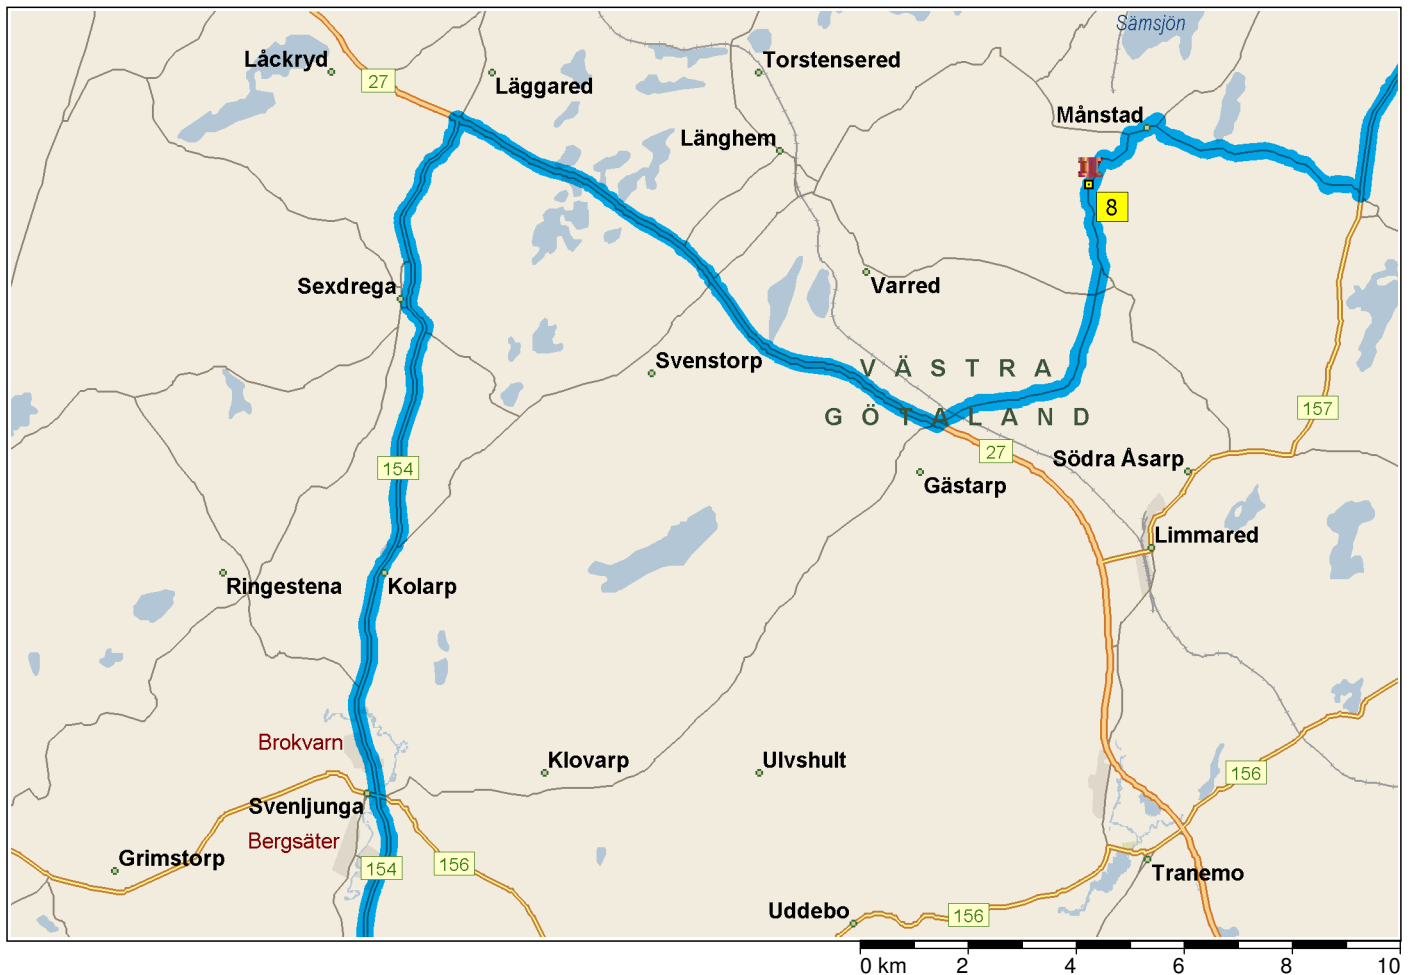 Sämsjön
Låckryd
27
Läggared
Torstensered
Månstad
Länghem
8
Sexdrega
Varred
Svenstorp
VÄSTRA
GÖTALAND
157
27
154
Södra Åsarp
Gästarp
Limmared
Ringestena
Kolarp
Brokvarn
Klovarp
Ulvshult
156
Svenljunga
Bergsäter
Grimstorp
154
156
Tranemo
Uddebo
156
0 km 2 4 6 8 10